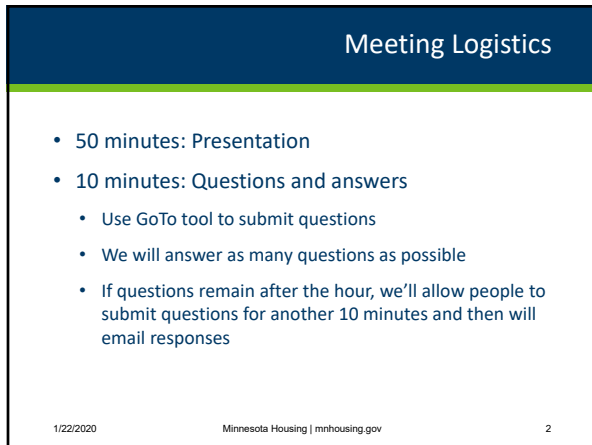 Meeting Logistics
• 50 minutes: Presentation
• 10 minutes: Questions and answers
• Use GoTo tool to submit questions
• We will answer as many questions as possible
• If questions remain after the hour, we’ll allow people to
submit questions for another 10 minutes and then will
email responses
1/22/2020 Minnesota Housing | mnhousing.gov 2